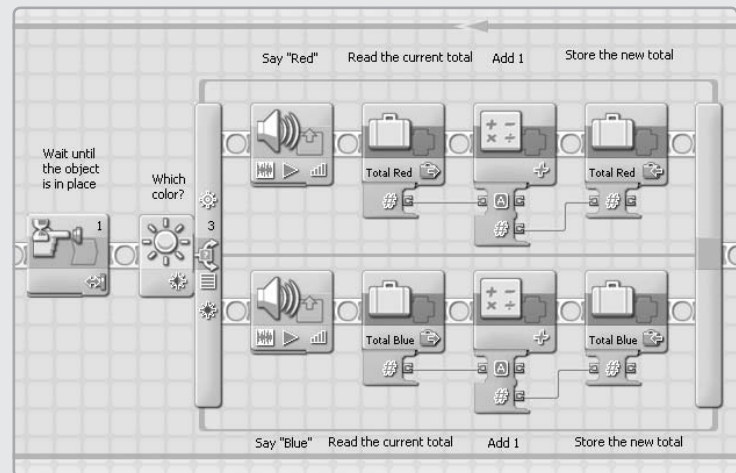 Say "Red" Read the current total Add 1 Store the new total
Wait until
the object
is in place
Which
color?
1
3
Total Red Total Red
A
Total Blue Total Blue
A
Say "Blue" Read the current total Add 1 Store the new total